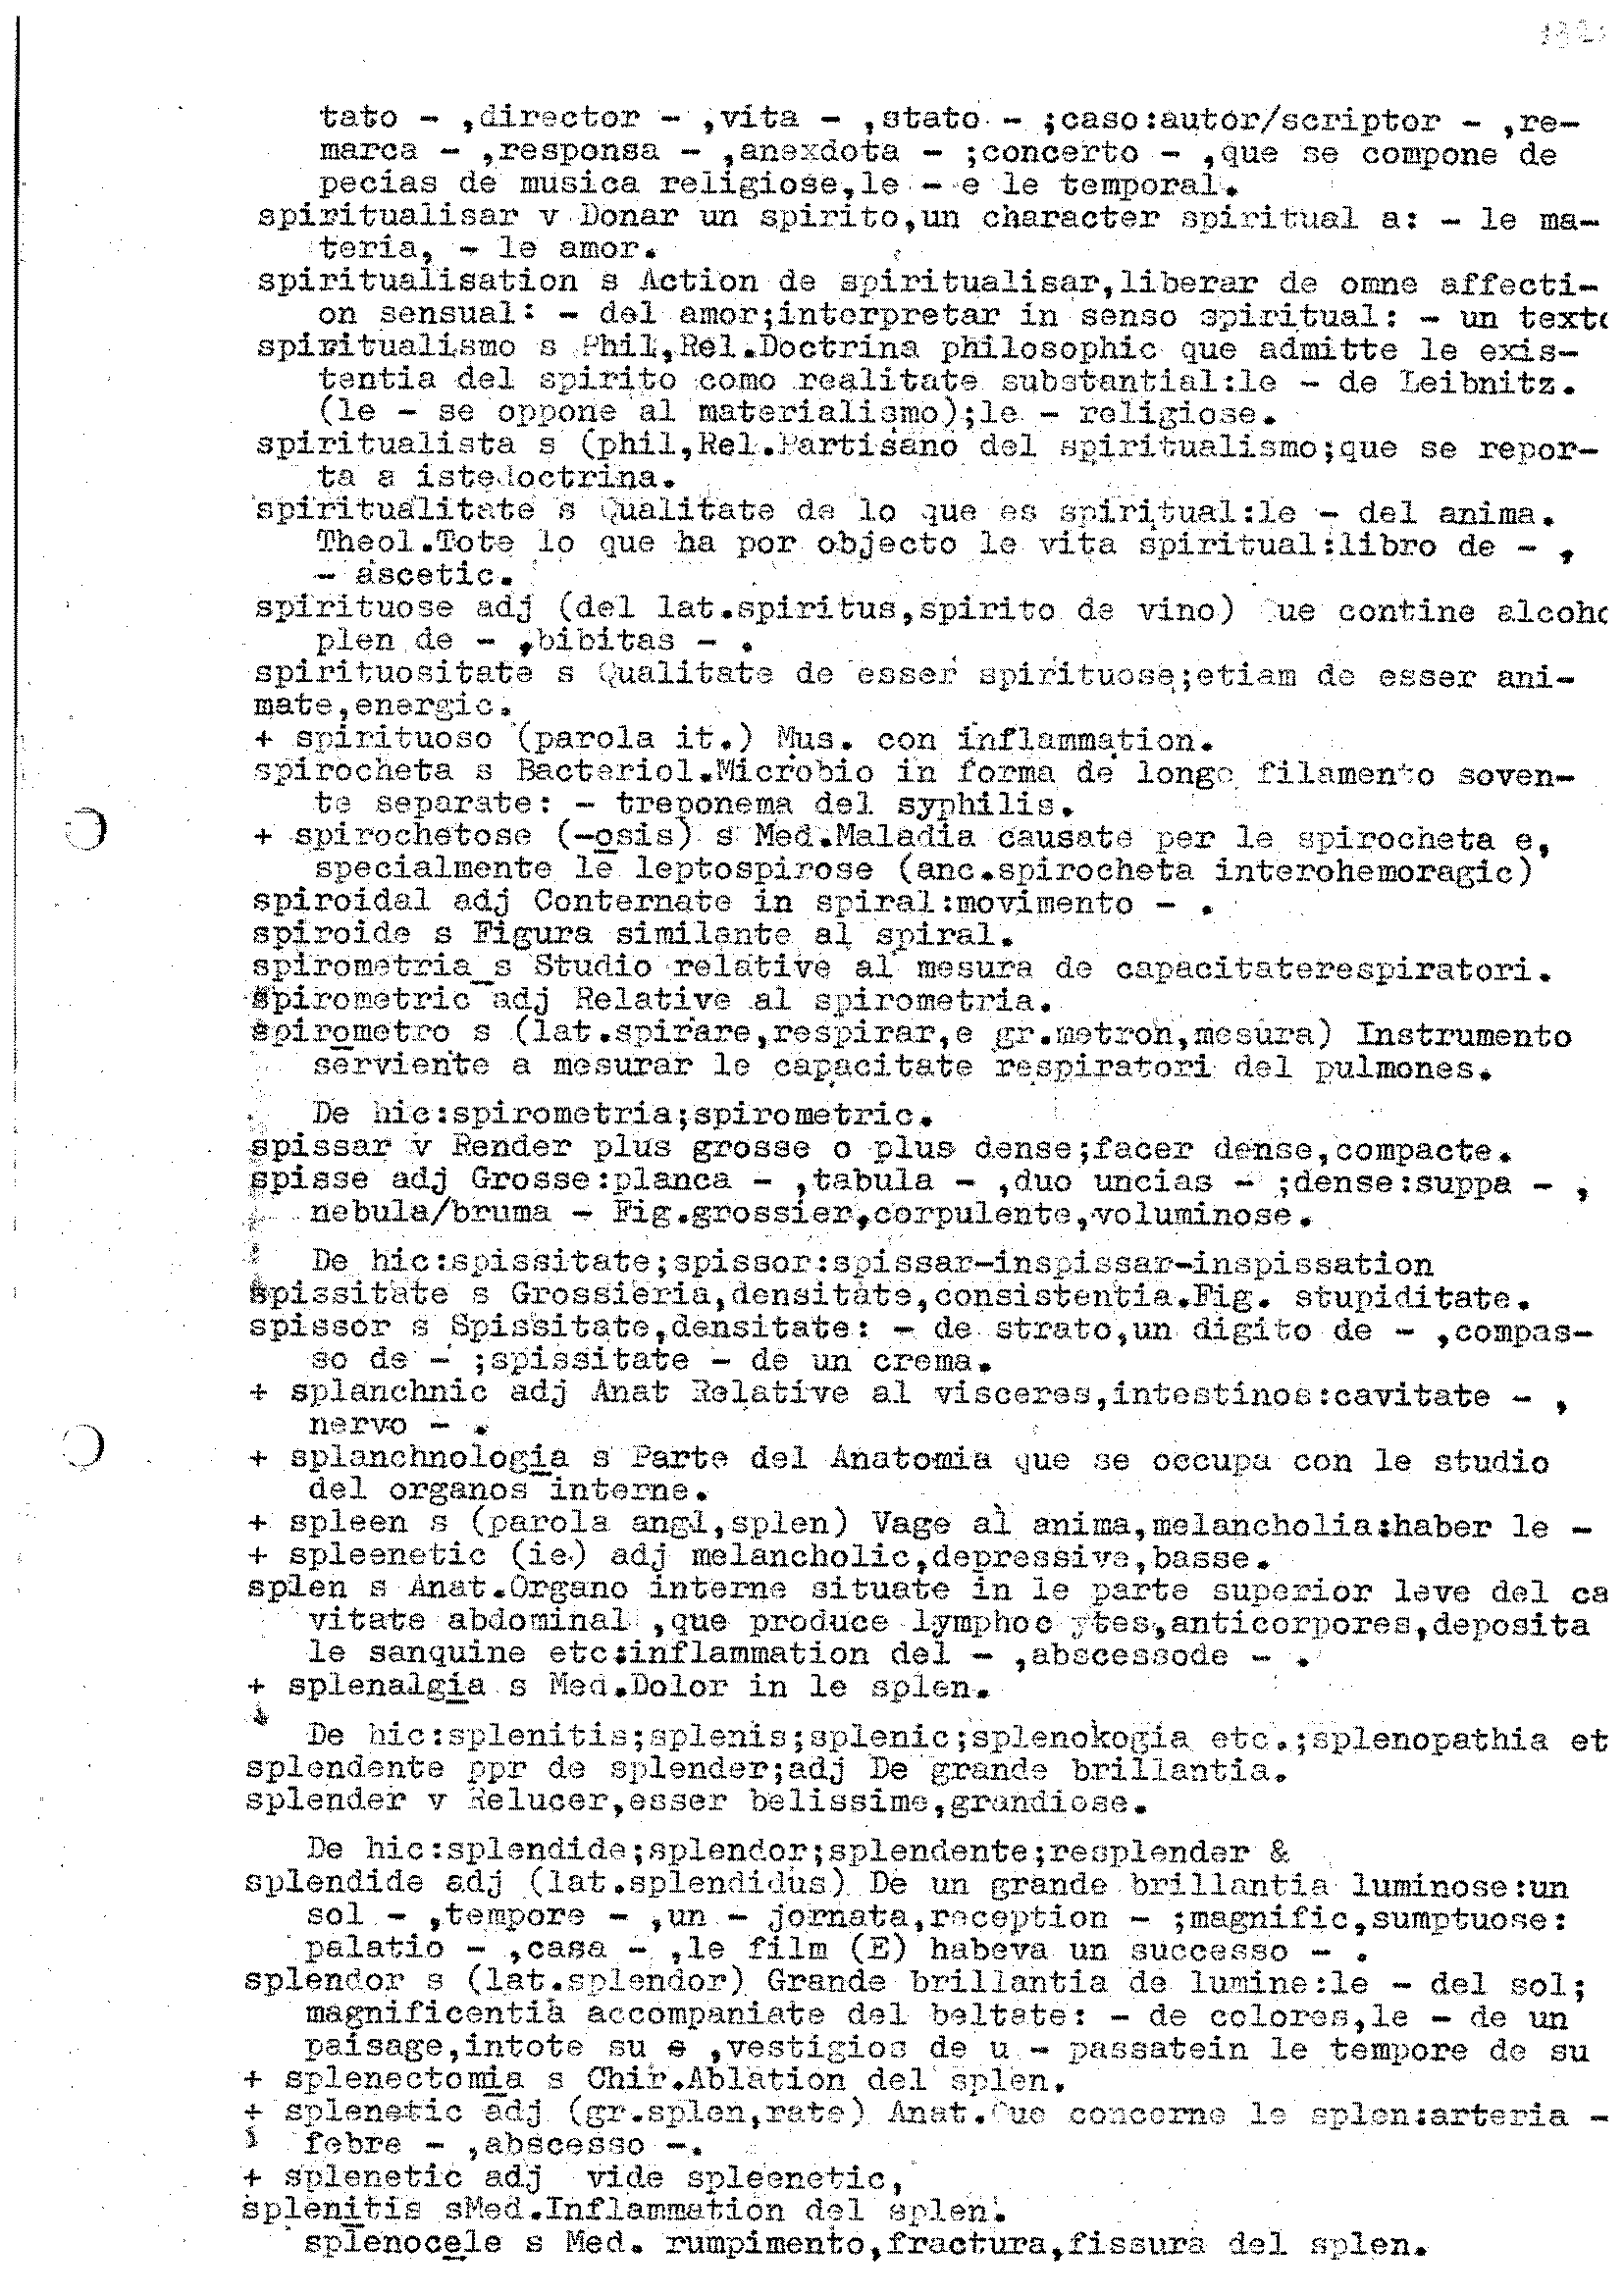 tato - ,director - ,vita - ,stato - ;caso:autor/scriptor - ,re-
marca - ,responsa - ,anexdota - ;concerto - ,que se compone de
pecias de musica religiose,le - e le temporal.
spiritualisar v Donar un spirito,un character spiritual a: - le ma-
teria, - le amor.
spiritualisation s Action de spiritualisar,liberar de omne affecti-
on sensual: - del amor;interpretar in senso spiritual: - un texto
spiritualismo s Phil,Rel.Doctrina philosophic que admitte le exis-
tentia del spirito como realitate substantial:le - de Leibnitz.
(le - se oppone al materialismo);le - religiose.
spiritualista s (phil,Rel.Partisano del spiritualismo;que se repor-
ta a istedoctrina.
spiritualitate s Qualitate de lo que es spiritual:le - del anima.
Theol.Tote lo que ha por objecto le vita spiritual:libro de - ,
- ascetic.
spirituose adj (del lat.spiritus,spirito de vino) Que contine alcoho
plen de - ,bibitas - .
spirituositate s Qualitate de esser spirituose;etiam de esser ani-
mate,energic.
+ spirituoso (parola it.) Mus. con inflammation.
spirocheta s Bacteriol.Microbio in forma de longe filamento soven-
te separate: - treponema del syphilis.
+ spirochetose (-osis) s Med.Maladia causate per le spirocheta e,
specialmente le leptospirose (anc.spirocheta interohemoragic)
spiroidal adj Conternate in spiral:movimento - .
spiroide s Figura similante al spiral.
spirometria s Studio relative al mesura de capacitaterespiratori.
spirometric adj Relative al spirometria.
spirometro s (lat.spirare,respirar,e gr.metron,mesura) Instrumento
serviente a mesurar le capacitate respiratori del pulmones.
De hic:spirometria;spirometric.
spissar v Render plus grosse o plus dense;facer dense,compacte.
spisse adj Grosse:planca - ,tabula - ,duo uncias - ;dense:suppa - ,
nebula/bruma - Fig.grossier,corpulente,voluminose.
De hic:spissitate;spissor:spissar-inspissar-inspissation
spissitate s Grossieria,densitate,consistentia.Fig. stupiditate.
spissor s Spissitate,densitate: - de strato,un digito de - ,compas-
so de - ;spissitate - de un crema.
+ splanchnic adj Anat Relative al visceres,intestinos:cavitate - ,
nervo - .
+ splanchnologia s Parte del Anatomia que se occupa con le studio
del organos interne.
+ spleen s (parola angl,splen) Vage al anima,melancholia:haber le -
+ spleenetic (ie) adj melancholic,depressive,basse.
splen s Anat.Organo interne situate in le parte superior leve del ca
vitate abdominal ,que produce lymphoc ytes,anticorpores,deposita
le sanquine etc:inflammation del - ,abscessode - .
+ splenalgia s Med.Dolor in le splen.
De hic:splenitis;splenis;splenic;splenokogia etc.;splenopathia et
splendente ppr de splender;adj De grande brillantia.
splender v Relucer,esser belissime,grandiose.
De hic:splendide;splendor;splendente;resplender &
splendide adj (lat.splendidus) De un grande brillantia luminose:un
sol - ,tempore - ,un - jornata,reception - ;magnific,sumptuose:
palatio - ,casa - ,le film (E) habeva un successo - .
splendor s (lat.splendor) Grande brillantia de lumine:le - del sol;
magnificentia accompaniate del beltate: - de colores,le - de un
paisage,intote su e ,vestigios de u - passatein le tempore de su
+ splenectomia s Chir.Ablation del splen.
+ splenetic adj (gr.splen,rate) Anat.Que concerne le splen:arteria -
febre - ,abscesso -.
+ splenetic adj vide spleenetic,
splenitis sMed.Inflammation del splen.
splenocele s Med. rumpimento,fractura,fissura del splen.